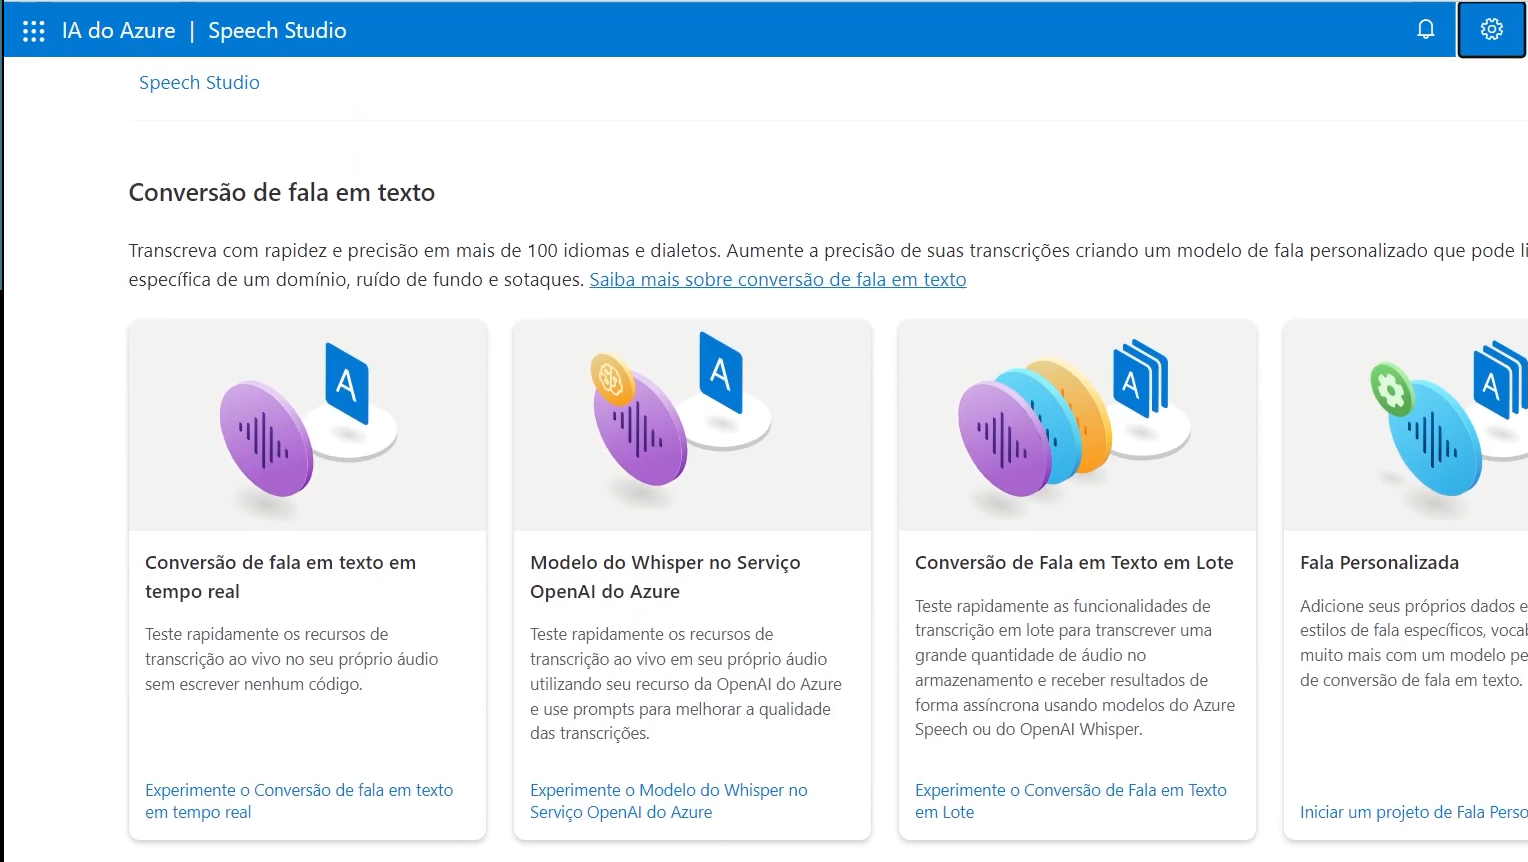 IA do Azure | Speech Studio
Speech Studio
Conversão de fala em texto
Transcreva com rapidez e precisão em mais de 100 idiomas e dialetos. Aumente a precisão de suas transcrições criando um modelo de fala personalizado que pode
específica de um domínio, ruído de fundo e sotaques. Saiba mais sobre conversão de fala em texto
A
A
A
A
Conversão de fala em texto em
tempo real
Teste rapidamente os recursos de
transcrição ao vivo no seu próprio áudio
sem escrever nenhum código.
Experimente o Conversão de fala em texto
em tempo real
Modelo do Whisper no Serviço
OpenAI do Azure
Teste rapidamente os recursos de
transcrição ao vivo em seu próprio áudio
utilizando seu recurso da OpenAI do Azure
e use prompts para melhorar a qualidade
das transcrições.
Experimente o Modelo do Whisper no
Serviço OpenAI do Azure
Conversão de Fala em Texto em Lote
Teste rapidamente as funcionalidades de
transcrição em lote para transcrever uma
grande quantidade de áudio no
armazenamento e receber resultados de
forma assíncrona usando modelos do Azure
Speech ou do OpenAI Whisper.
Experimente o Conversão de Fala em Texto
em Lote
Fala Personalizada
Adicione seus próprios dados e
estilos de fala específicos,
muito mais com um modelo
de conversão de fala em texto.
Iniciar um projeto de Fala